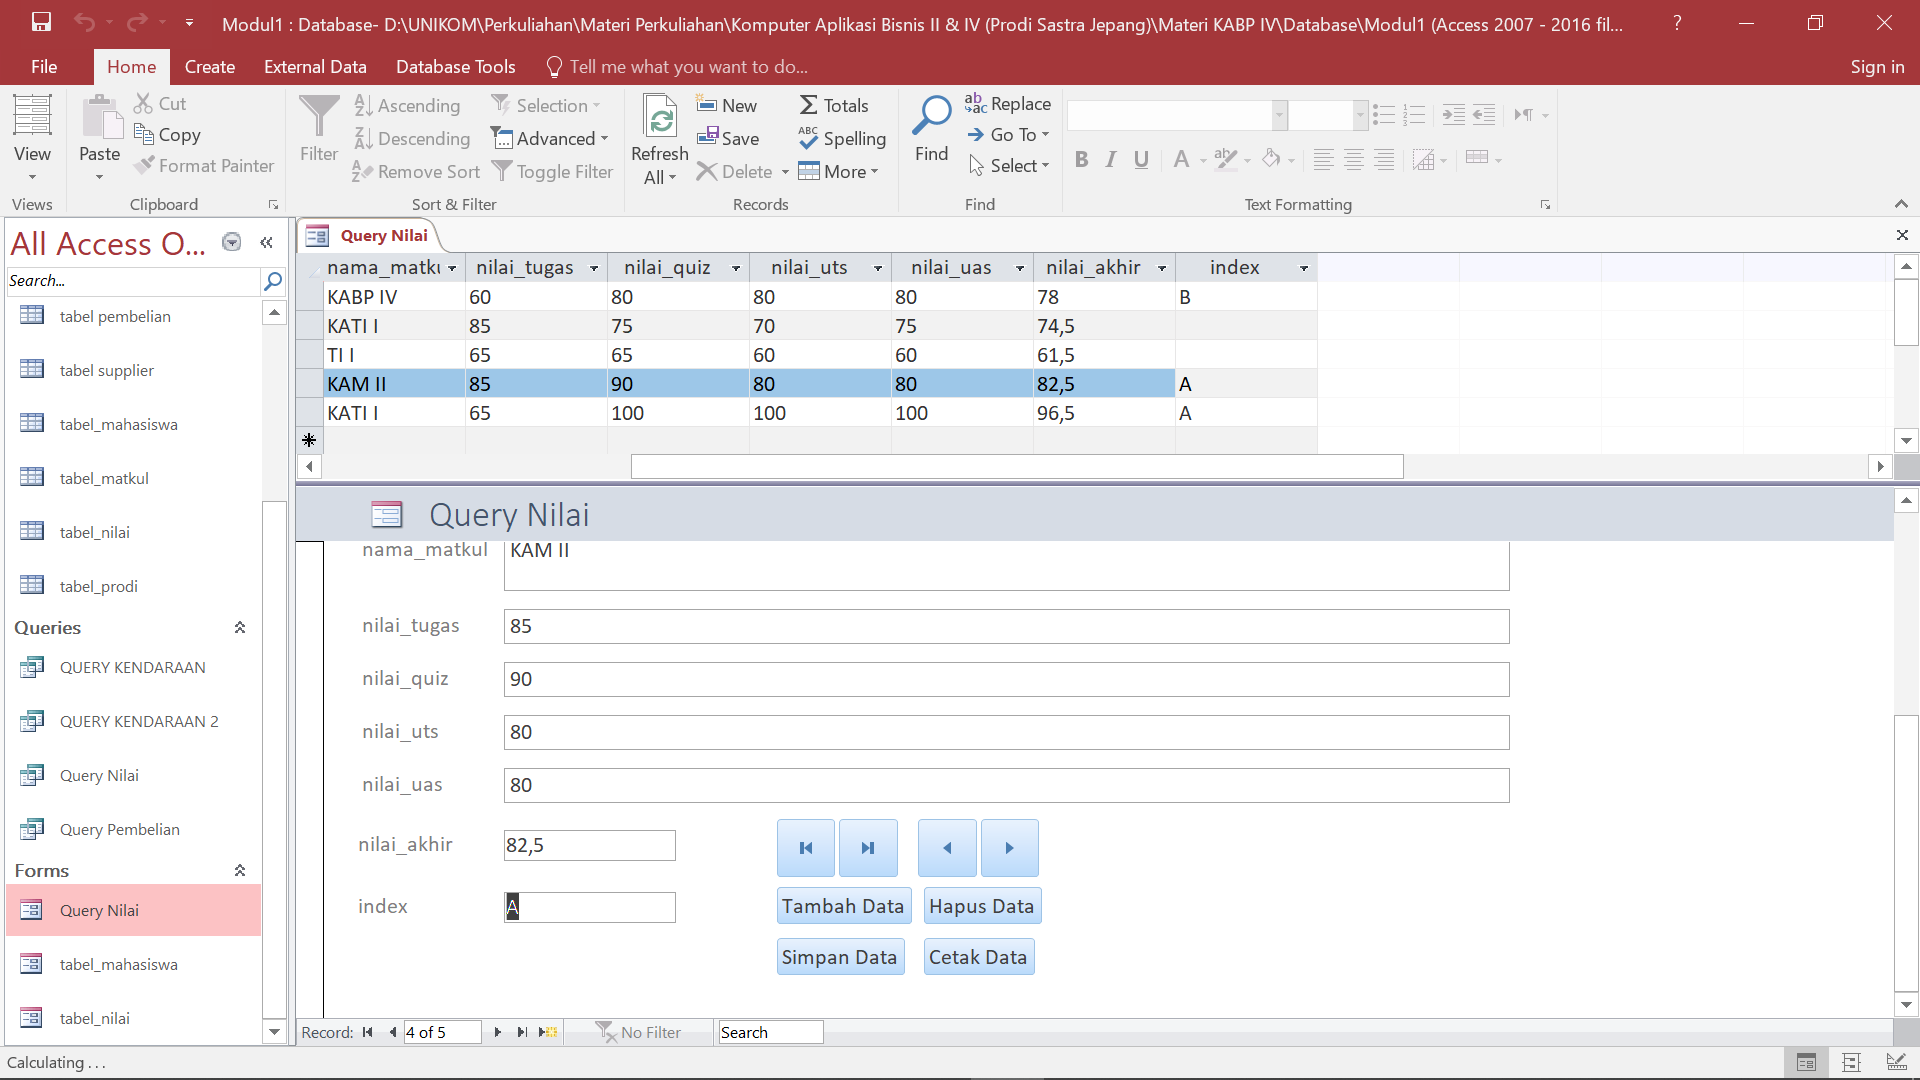 Modul1 : Database- D:\UNIKOM\Perkuliahan\Materi Perkuliahan\Komputer Aplikasi Bisnis II & IV (Prodi Sastra Jepang)\Materi KABP IV\Database\Modul1 (Access 2007 - 2016 fil... ?
File Home Create External Data Database Tools Tell me what you want to do... Sign in
View
Views
Paste
Cut
Copy
Format Painter
Clipboard
Filter
Ascending
Descending
Remove Sort
Selection
Advanced
Toggle Filter
Sort & Filter
Refresh All
New
Save
Delete
Totals
Spelling
More
Records
Find
Replace
Go To
Select
Find
B I U A
Text Formatting
All Access O...
Search...
tabel pembelian
tabel supplier
tabel_mahasiswa
tabel_matkul
tabel_nilai
tabel_prodi
Queries
QUERY KENDARAAN
QUERY KENDARAAN 2
Query Nilai
Query Pembelian
Forms
Query Nilai
tabel_mahasiswa
tabel_nilai
Query Nilai
nama_matku nilai_tugas nilai_quiz nilai_uts nilai_uas nilai_akhir index
KABP IV 60 80 80 80 78 B
KATI I 85 75 70 75 74,5
TI I 65 65 60 60 61,5
KAM II 85 90 80 80 82,5 A
KATI I 65 100 100 100 96,5 A
Query Nilai
nama_matkul KAM II
nilai_tugas 85
nilai_quiz 90
nilai_uts 80
nilai_uas 80
nilai_akhir 82,5
index A
Tambah Data Hapus Data
Simpan Data Cetak Data
Record: 4 of 5 No Filter Search
Calculating . . .